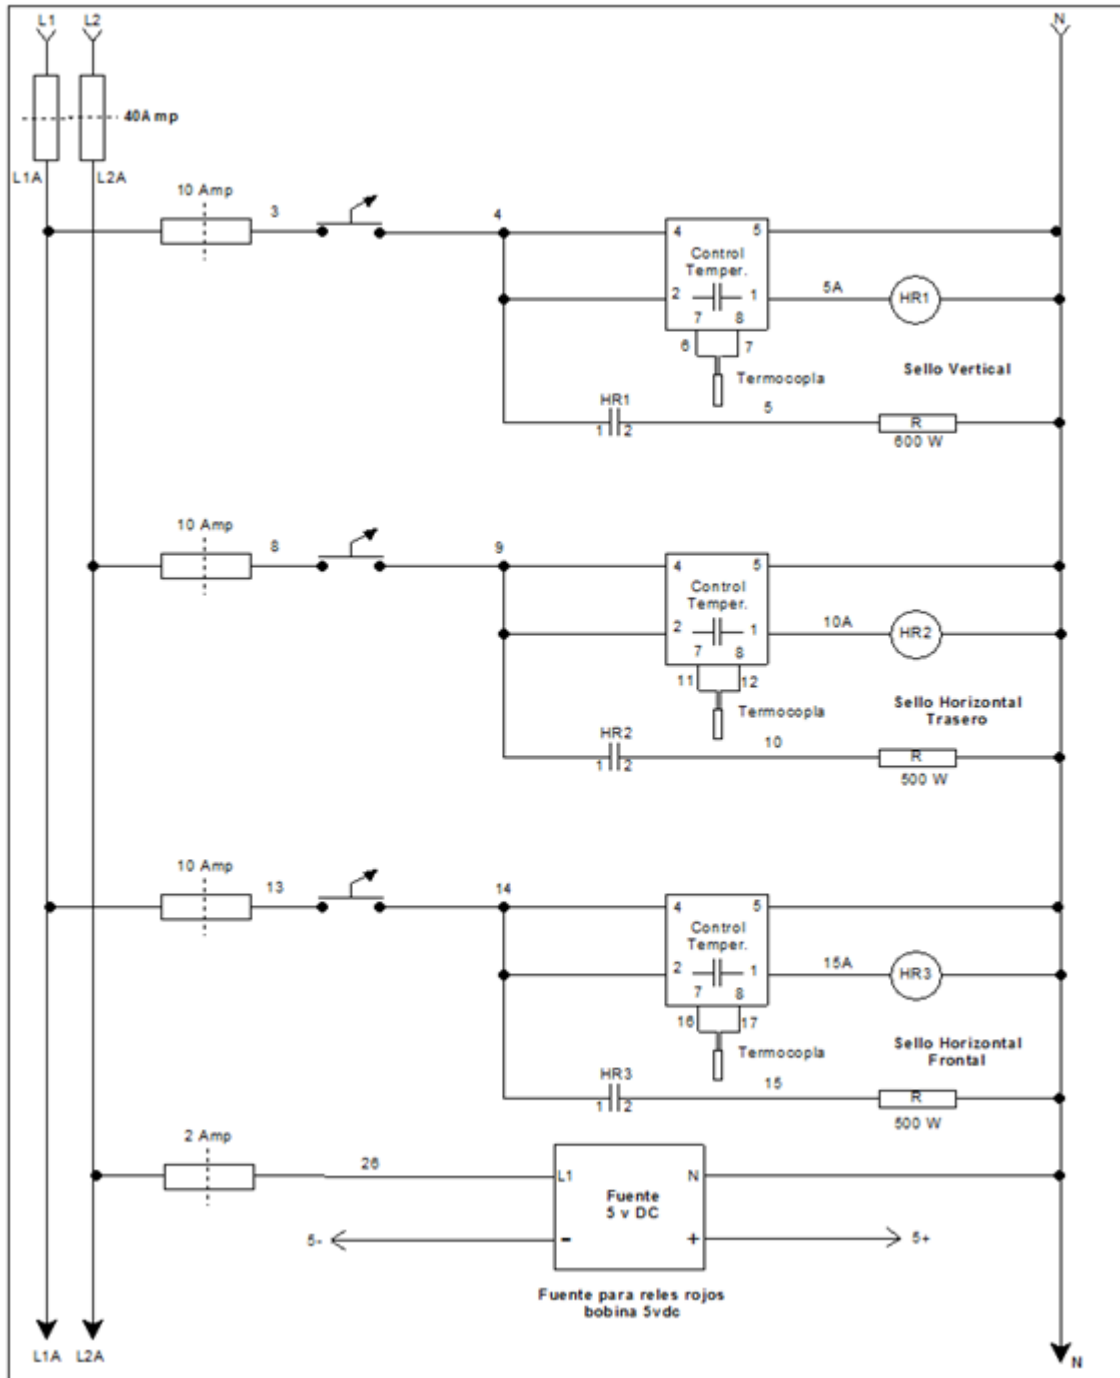 L1 L2 N
40Amp
L1A L2A
10 Amp
3 4
4 5
Control
Temper.
2 1
7 8
5A HR1
6 7
Termocopla
Sello Vertical
HR1
1 2
5
R
600 W
10 Amp
8 9
4 5
Control
Temper.
2 1
7 8
10A HR2
11 12
Termocopla
Sello Horizontal
Trasero
HR2
1 2
10
R
500 W
10 Amp
13 14
4 5
Control
Temper.
2 1
7 8
15A HR3
16 17
Termocopla
Sello Horizontal
Frontal
HR3
1 2
15
R
500 W
2 Amp
26
L1 N
Fuente
5 v DC
5- - + 5+
Fuente para reles rojos
bobina 5vdc
L1A L2A N